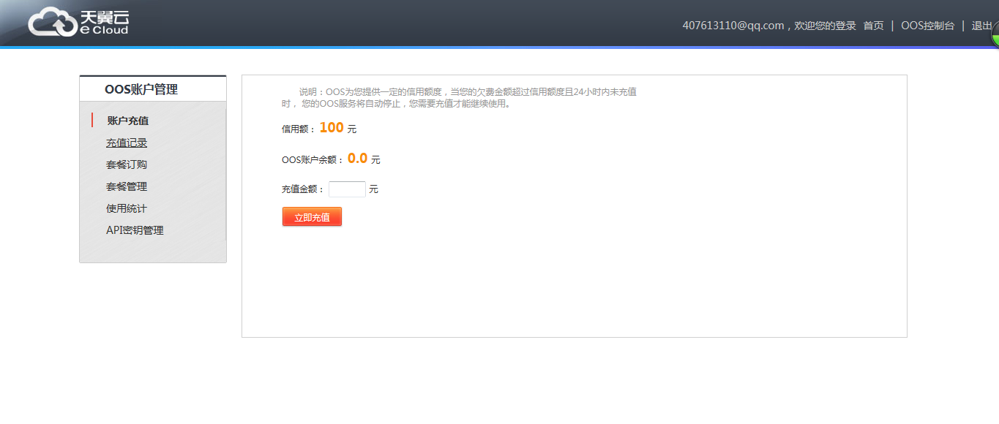 天翼云
e Cloud
407613110@qq.com，欢迎您的登录 首页 | OOS控制台 | 退出
OOS账户管理
账户充值
充值记录
套餐订购
套餐管理
使用统计
API密钥管理
说明：OOS为您提供一定的信用额度，当您的欠费金额超过信用额度且24小时内未充值
时， 您的OOS服务将自动停止，您需要充值才能继续使用。
信用额： 100 元
OOS账户余额： 0.0 元
充值金额： 元
立即充值